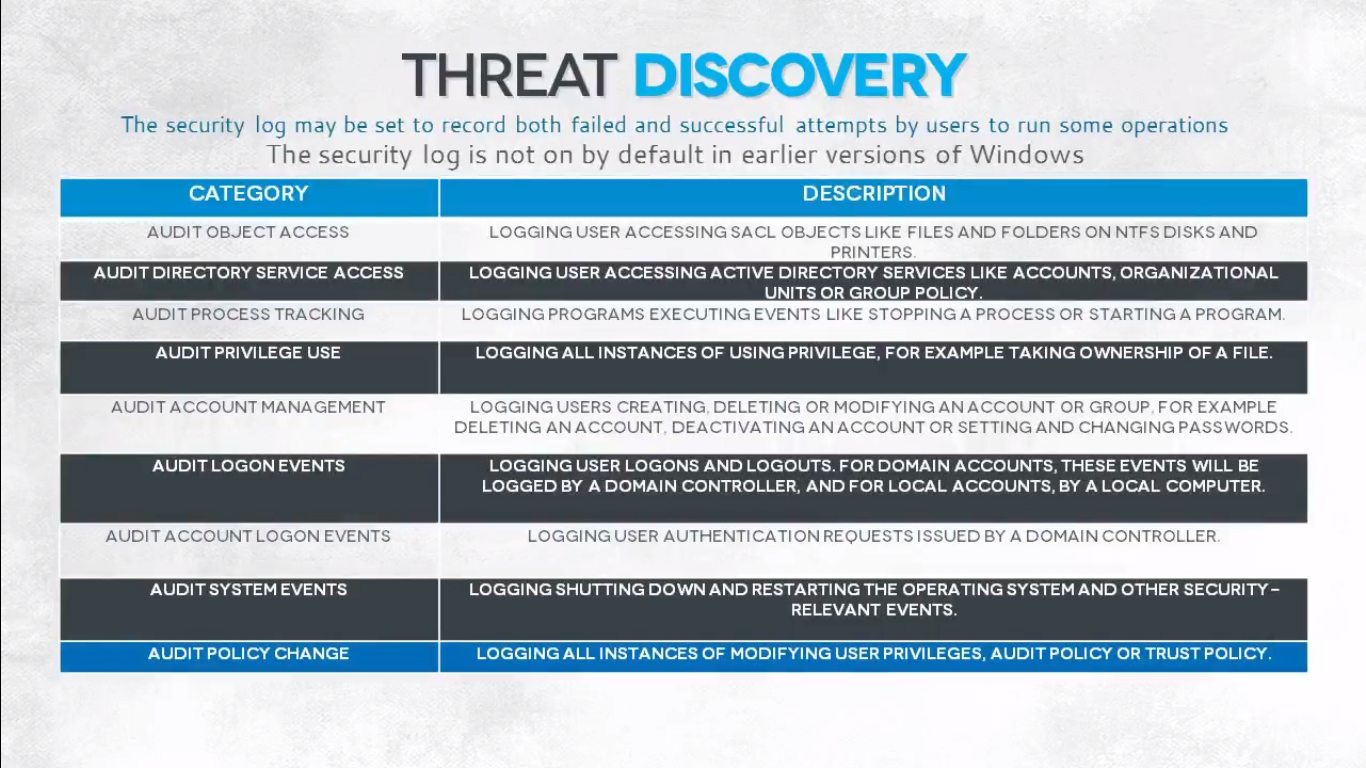 THREAT DISCOVERY
The security log may be set to record both failed and successful attempts by users to run some operations
The security log is not on by default in earlier versions of Windows
CATEGORY
DESCRIPTION
AUDIT OBJECT ACCESS
LOGGING USER ACCESSING SACL OBJECTS LIKE FILES AND FOLDERS ON NTFS DISKS AND
PRINTERS.
AUDIT DIRECTORY SERVICE ACCESS
LOGGING USER ACCESSING ACTIVE DIRECTORY SERVICES LIKE ACCOUNTS, ORGANIZATIONAL
UNITS OR GROUP POLICY.
AUDIT PROCESS TRACKING
LOGGING PROGRAMS EXECUTING EVENTS LIKE STOPPING A PROCESS OR STARTING A PROGRAM.
AUDIT PRIVILEGE USE
LOGGING ALL INSTANCES OF USING PRIVILEGE, FOR EXAMPLE TAKING OWNERSHIP OF A FILE.
AUDIT ACCOUNT MANAGEMENT
LOGGING USERS CREATING, DELETING OR MODIFYING AN ACCOUNT OR GROUP, FOR EXAMPLE
DELETING AN ACCOUNT, DEACTIVATING AN ACCOUNT OR SETTING AND CHANGING PASSWORDS.
AUDIT LOGON EVENTS
LOGGING USER LOGONS AND LOGOUTS. FOR DOMAIN ACCOUNTS, THESE EVENTS WILL BE
LOGGED BY A DOMAIN CONTROLLER, AND FOR LOCAL ACCOUNTS, BY A LOCAL COMPUTER.
AUDIT ACCOUNT LOGON EVENTS
LOGGING USER AUTHENTICATION REQUESTS ISSUED BY A DOMAIN CONTROLLER.
AUDIT SYSTEM EVENTS
LOGGING SHUTTING DOWN AND RESTARTING THE OPERATING SYSTEM AND OTHER SECURITY-
RELEVANT EVENTS.
AUDIT POLICY CHANGE
LOGGING ALL INSTANCES OF MODIFYING USER PRIVILEGES, AUDIT POLICY OR TRUST POLICY.